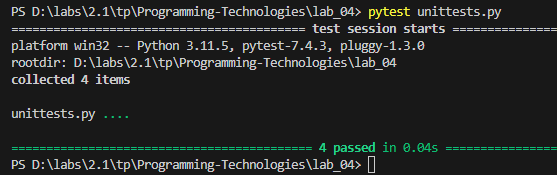 PS D:\labs\2.1\tp\Programming-Technologies\lab_04> pytest unittests.py
========================================== test session starts ================
platform win32 -- Python 3.11.5, pytest-7.4.3, pluggy-1.3.0
rootdir: D:\labs\2.1\tp\Programming-Technologies\lab_04
collected 4 items
unittests.py ....
=========================================== 4 passed in 0.04s ================
PS D:\labs\2.1\tp\Programming-Technologies\lab_04>